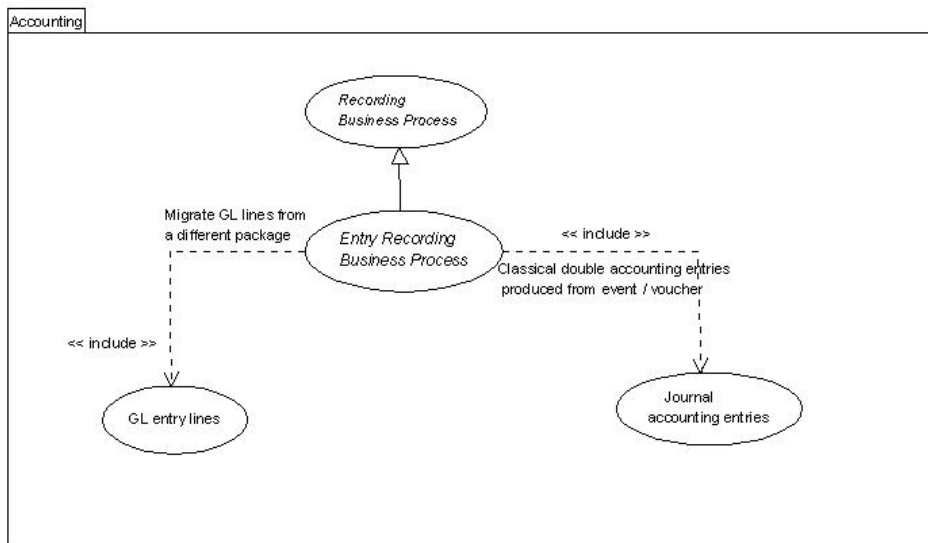 Accounting
Recording
Business Process
Migrate GL lines from
a different package
Entry Recording
Business Process
<< include >>
Classical double accounting entries
produced from event / voucher
<< include >>
GL entry lines
Journal
accounting entries